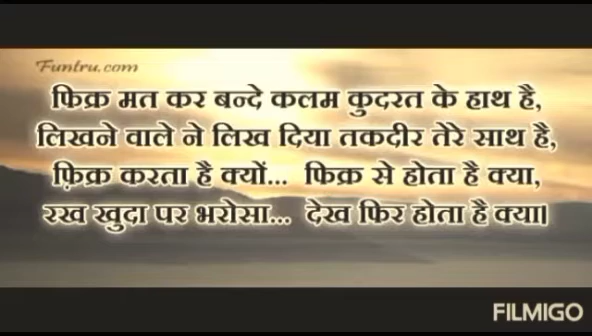 Funtru.com
फिक्र मत कर बन्दे कलम कुदरत के हाथ है,
लिखने वाले ने लिख दिया तकदीर तेरे साथ है,
फ़िक्र करता है क्यों... फिक्र से होता है क्या,
रख खुदा पर भरोसा... देख फिर होता है क्या।
FILMIGO